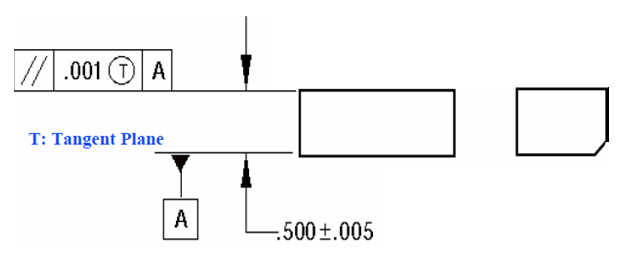 // .001 Ⓣ A
T: Tangent Plane
A
.500±.005